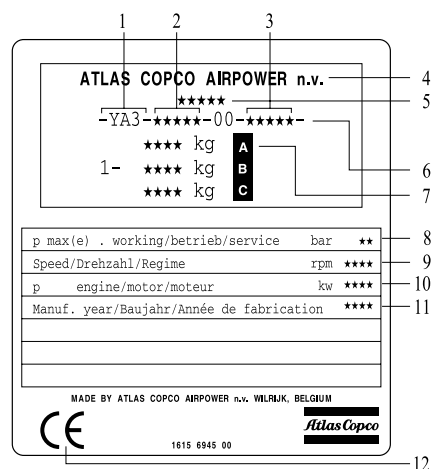 1 2 3
ATLAS COPCO AIRPOWER n.v. 4
★★★★★ 5
-YA3-★★★★★-00-★★★★★- 6
★★★★ kg A 7
1- ★★★★ kg B
★★★★ kg C
p max(e) . working/betrieb/service bar ★★ 8
Speed/Drehzahl/Regime rpm ★★★★ 9
p engine/motor/moteur kw ★★★★ 10
Manuf. year/Baujahr/Année de fabrication ★★★★ 11
MADE BY ATLAS COPCO AIRPOWER n.v. WILRIJK, BELGIUM
CE Atlas Copco
1615 6945 00
12